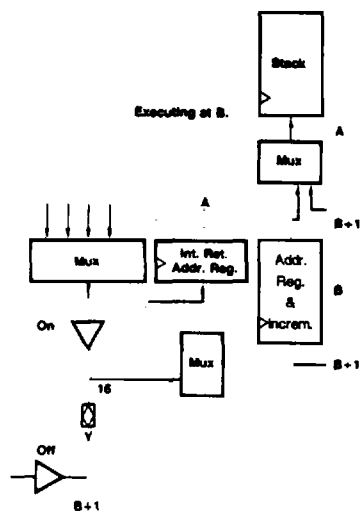 Stack
Executing at B.
A
Mux
A
B+1
Mux
Int. Ret.
Addr. Reg.
Addr.
Reg.
&
Increm.
B
On
Mux
B+1
16
Y
Off
B+1